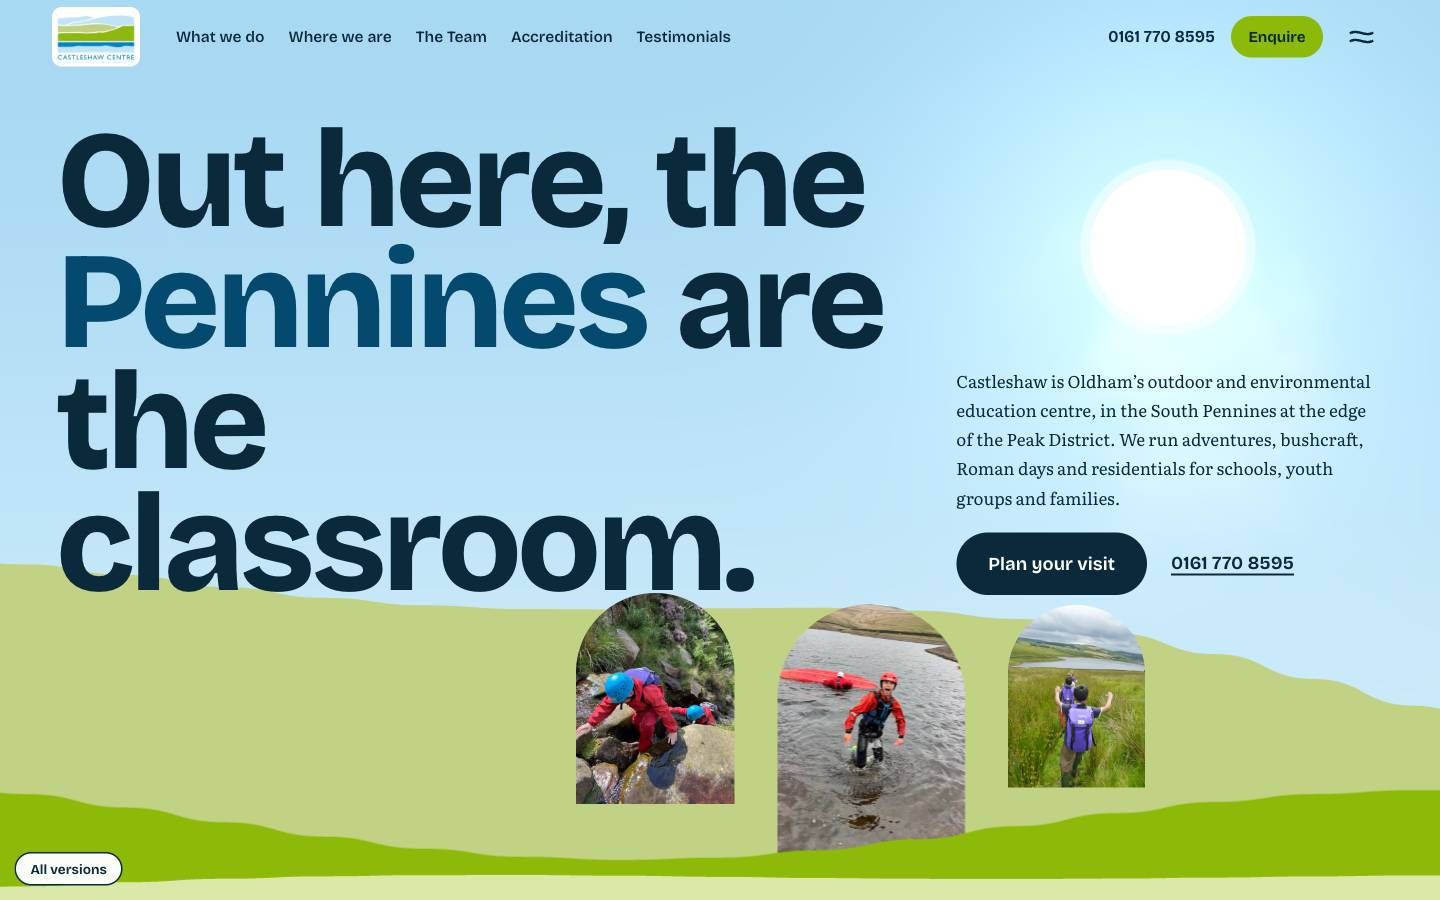 CASTLESHAW CENTRE
What we do
Where we are
The Team
Accreditation
Testimonials
0161 770 8595
Enquire
Out here, the
Pennines are
the
classroom.
Castleshaw is Oldham’s outdoor and environmental
education centre, in the South Pennines at the edge
of the Peak District. We run adventures, bushcraft,
Roman days and residentials for schools, youth
groups and families.
Plan your visit
0161 770 8595
All versions